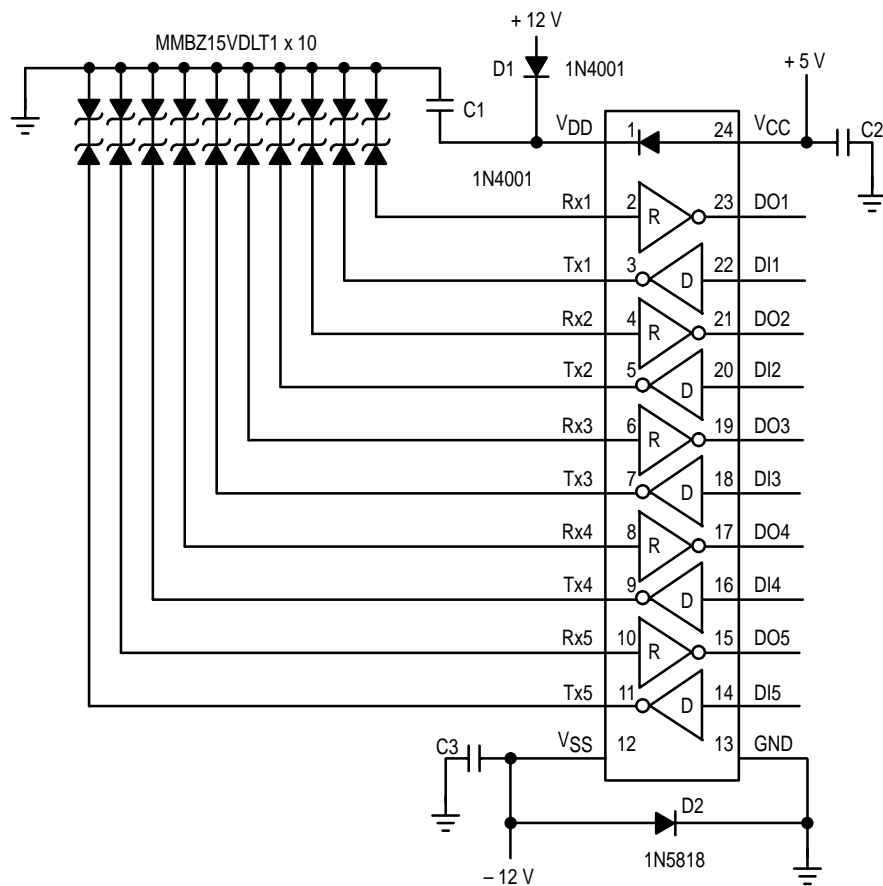 + 12 V
MMBZ15VDLT1 x 10
D1
1N4001
+ 5 V
C1
VDD
1
24
VCC
C2
1N4001
Rx1
2
R
23
DO1
Tx1
3
D
22
DI1
Rx2
4
R
21
DO2
Tx2
5
D
20
DI2
Rx3
6
R
19
DO3
Tx3
7
D
18
DI3
Rx4
8
R
17
DO4
Tx4
9
D
16
DI4
Rx5
10
R
15
DO5
Tx5
11
D
14
DI5
C3
VSS
12
13
GND
D2
1N5818
– 12 V